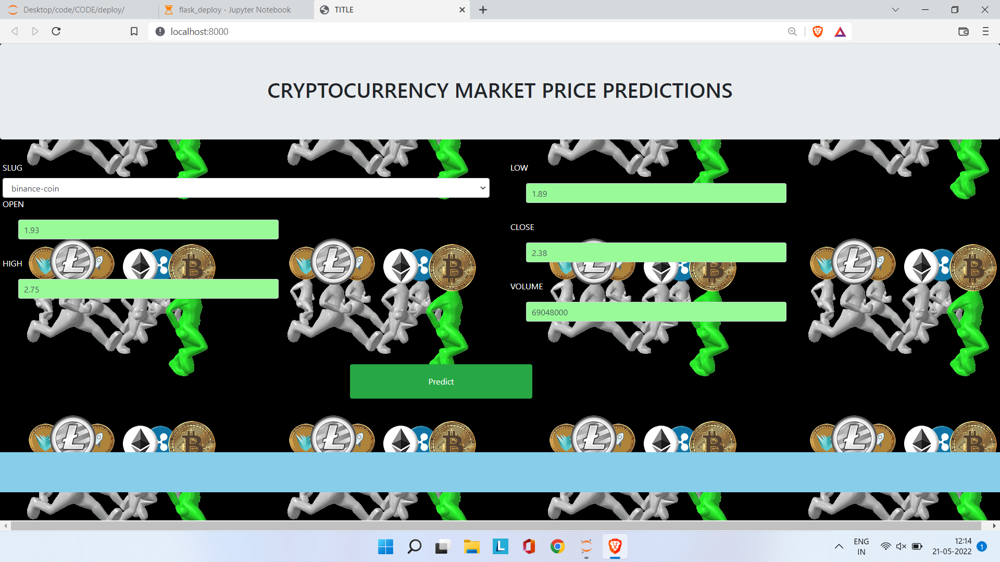 Desktop/code/CODE/deploy/
flask_deploy - Jupyter Notebook
TITLE
localhost:8000
CRYPTOCURRENCY MARKET PRICE PREDICTIONS
SLUG
binance-coin
OPEN
1.93
HIGH
2.75
LOW
1.89
CLOSE
2.38
VOLUME
69048000
Predict
L
ENG
IN
12:14
21-05-2022
1